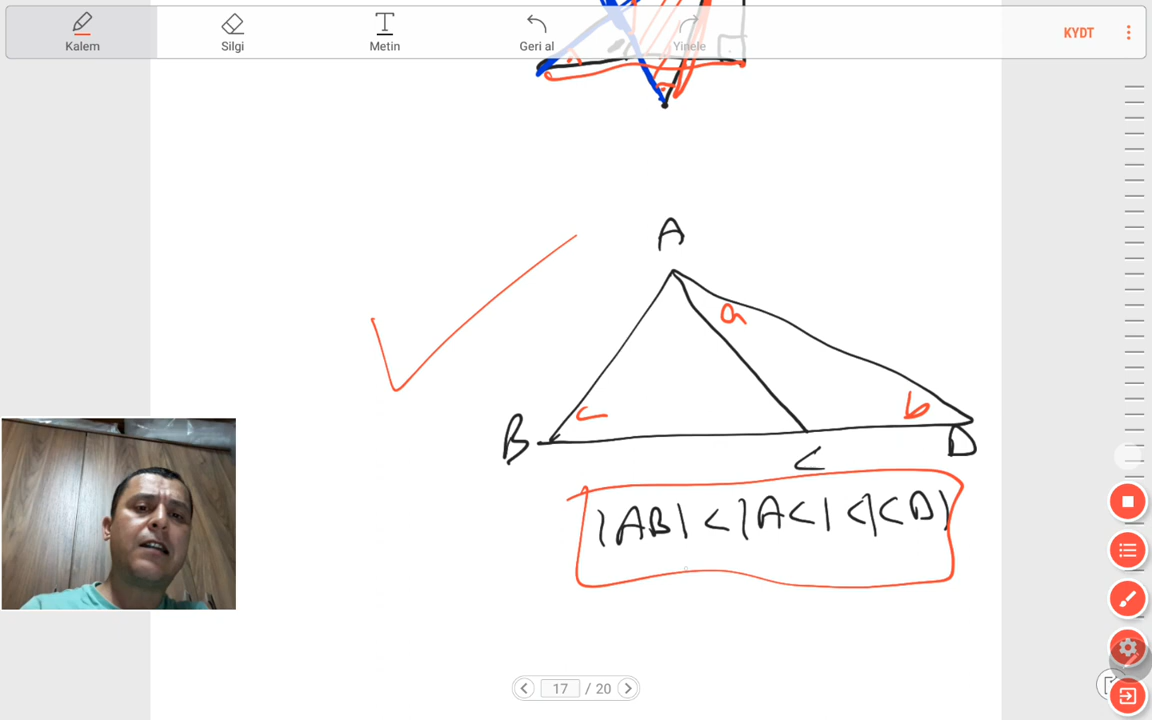 Kalem
Silgi
Metin
Geri al
Yinele
KYDT
A
a
c
b
B
C
D
|AB| < |AC| < |CD|
17 / 20